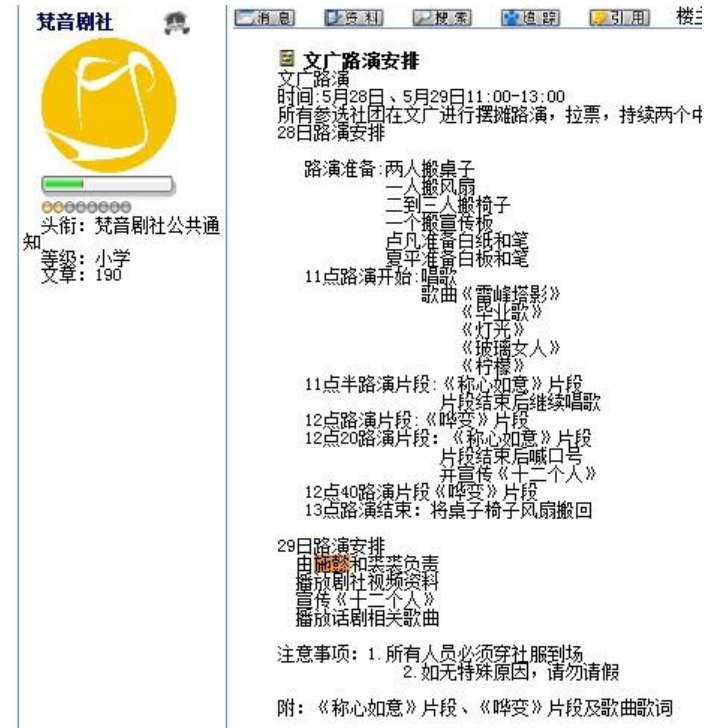 梵音剧社
消息 资料 搜索 追踪 引用 楼主
头衔：梵音剧社公共通
知
等级：小学
文章：190
文广路演安排
文广路演
时间:5月28日、5月29日11:00-13:00
所有参选社团在文广进行摆摊路演，拉票，持续两个中
28日路演安排
路演准备:两人搬桌子
一人搬风扇
二到三人搬椅子
一个搬宣传板
卢凡准备白纸和笔
夏平准备白板和笔
11点路演开始:唱歌
歌曲《雷峰塔影》
《毕业歌》
《灯光》
《玻璃女人》
《柠檬》
11点半路演片段:《称心如意》片段
片段结束后继续唱歌
12点路演片段:《哗变》片段
12点20路演片段：《称心如意》片段
片段结束后喊口号
并宣传《十二个人》
12点40路演片段《哗变》片段
13点路演结束：将桌子椅子风扇搬回
29日路演安排
由施懿和裘裘负责
播放剧社视频资料
宣传《十二个人》
播放话剧相关歌曲
注意事项：1.所有人员必须穿社服到场
2.如无特殊原因，请勿请假
附：《称心如意》片段、《哗变》片段及歌曲歌词